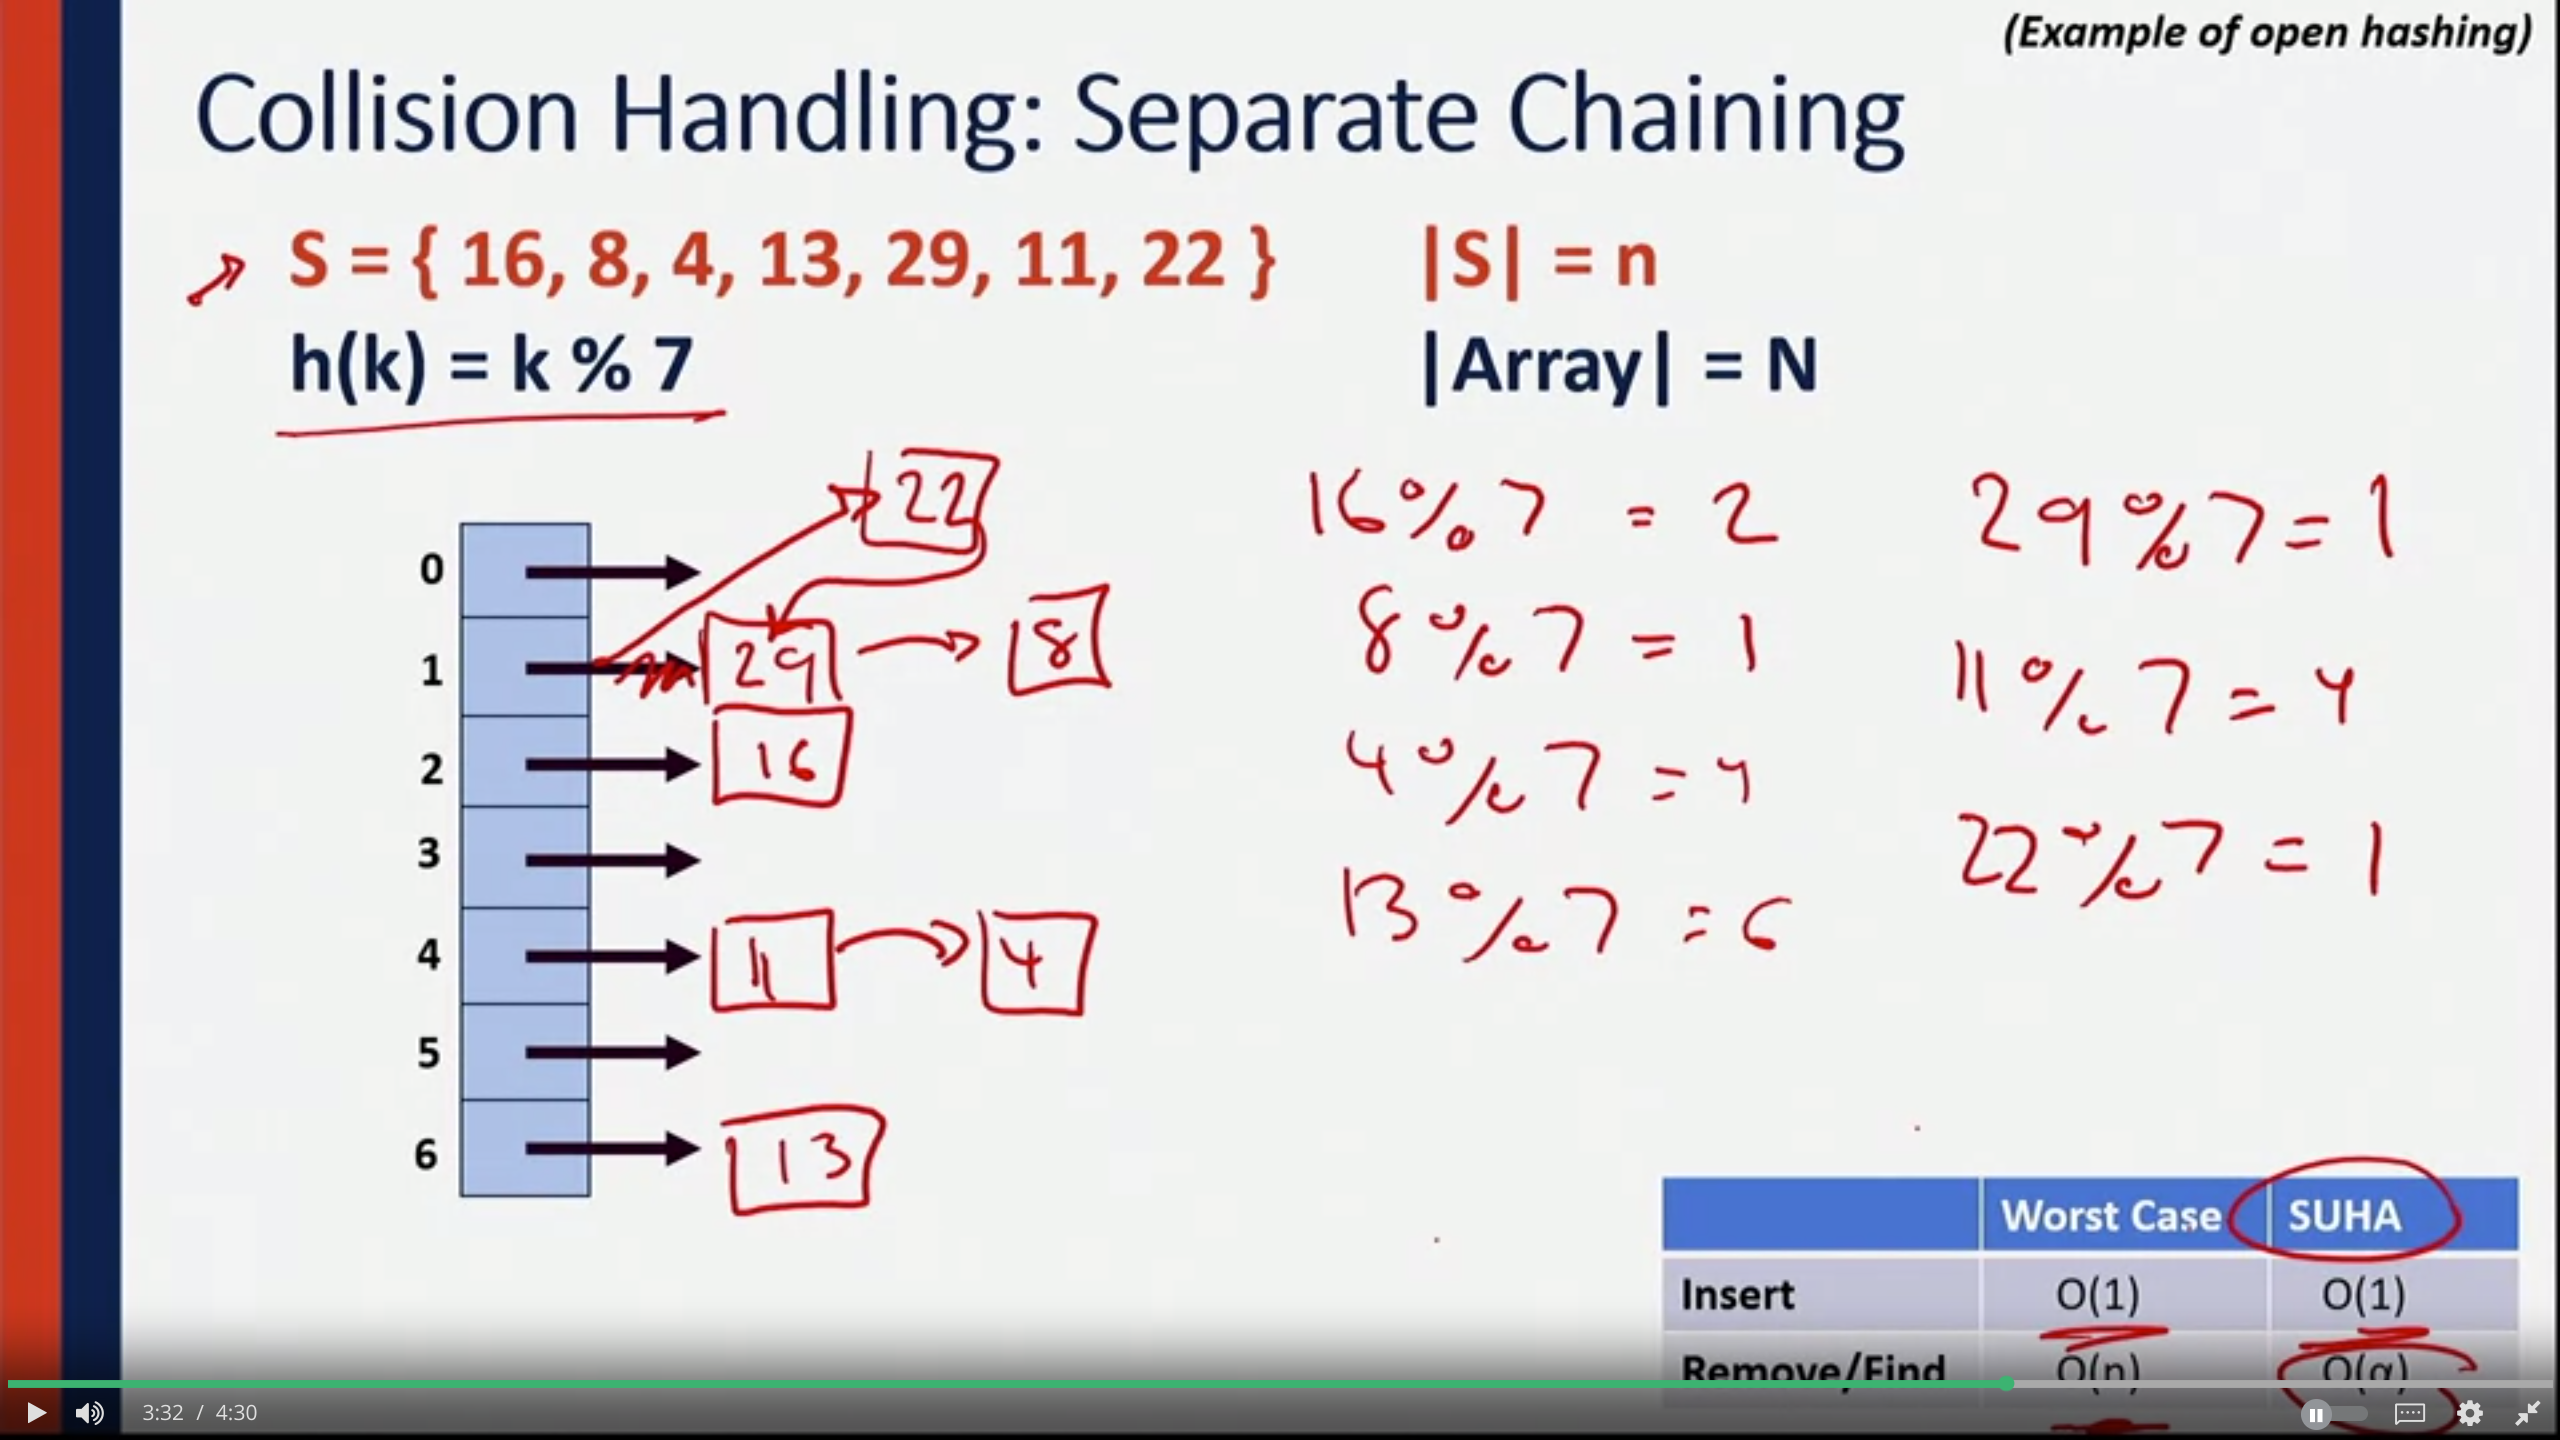 (Example of open hashing)
Collision Handling: Separate Chaining
S = { 16, 8, 4, 13, 29, 11, 22 }
|S| = n
h(k) = k % 7
|Array| = N
22
0
1
29
8
2
16
3
4
11
4
5
6
13
16 % 7 = 2
8 % 7 = 1
4 % 7 = 4
13 % 7 = 6
29 % 7 = 1
11 % 7 = 4
22 % 7 = 1
Worst Case SUHA
Insert O(1) O(1)
Remove/Find O(n) O(α)
3:32 / 4:30